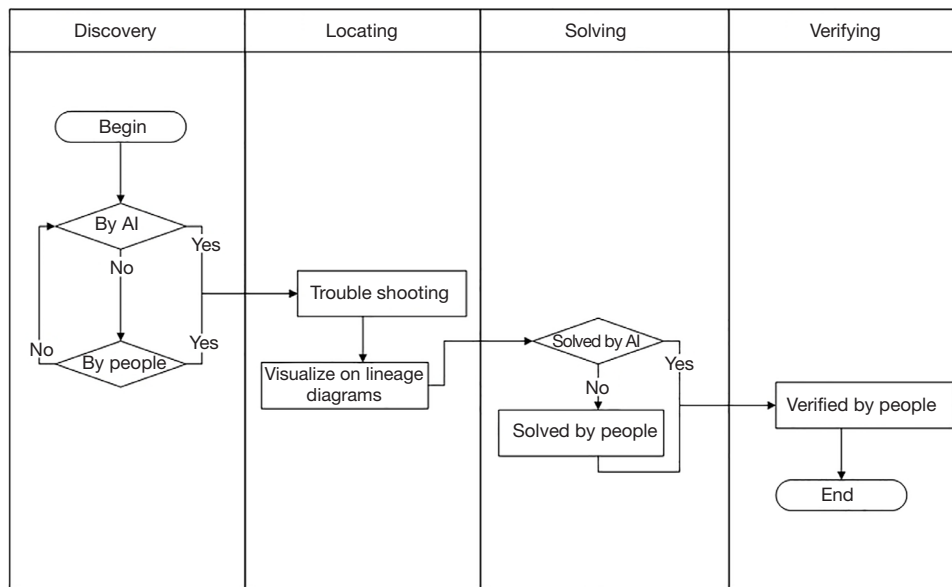 Discovery
Locating
Solving
Verifying
Begin
By AI
Yes
No
Yes
No
By people
Trouble shooting
Visualize on lineage
diagrams
Solved by AI
Yes
No
Solved by people
Verified by people
End